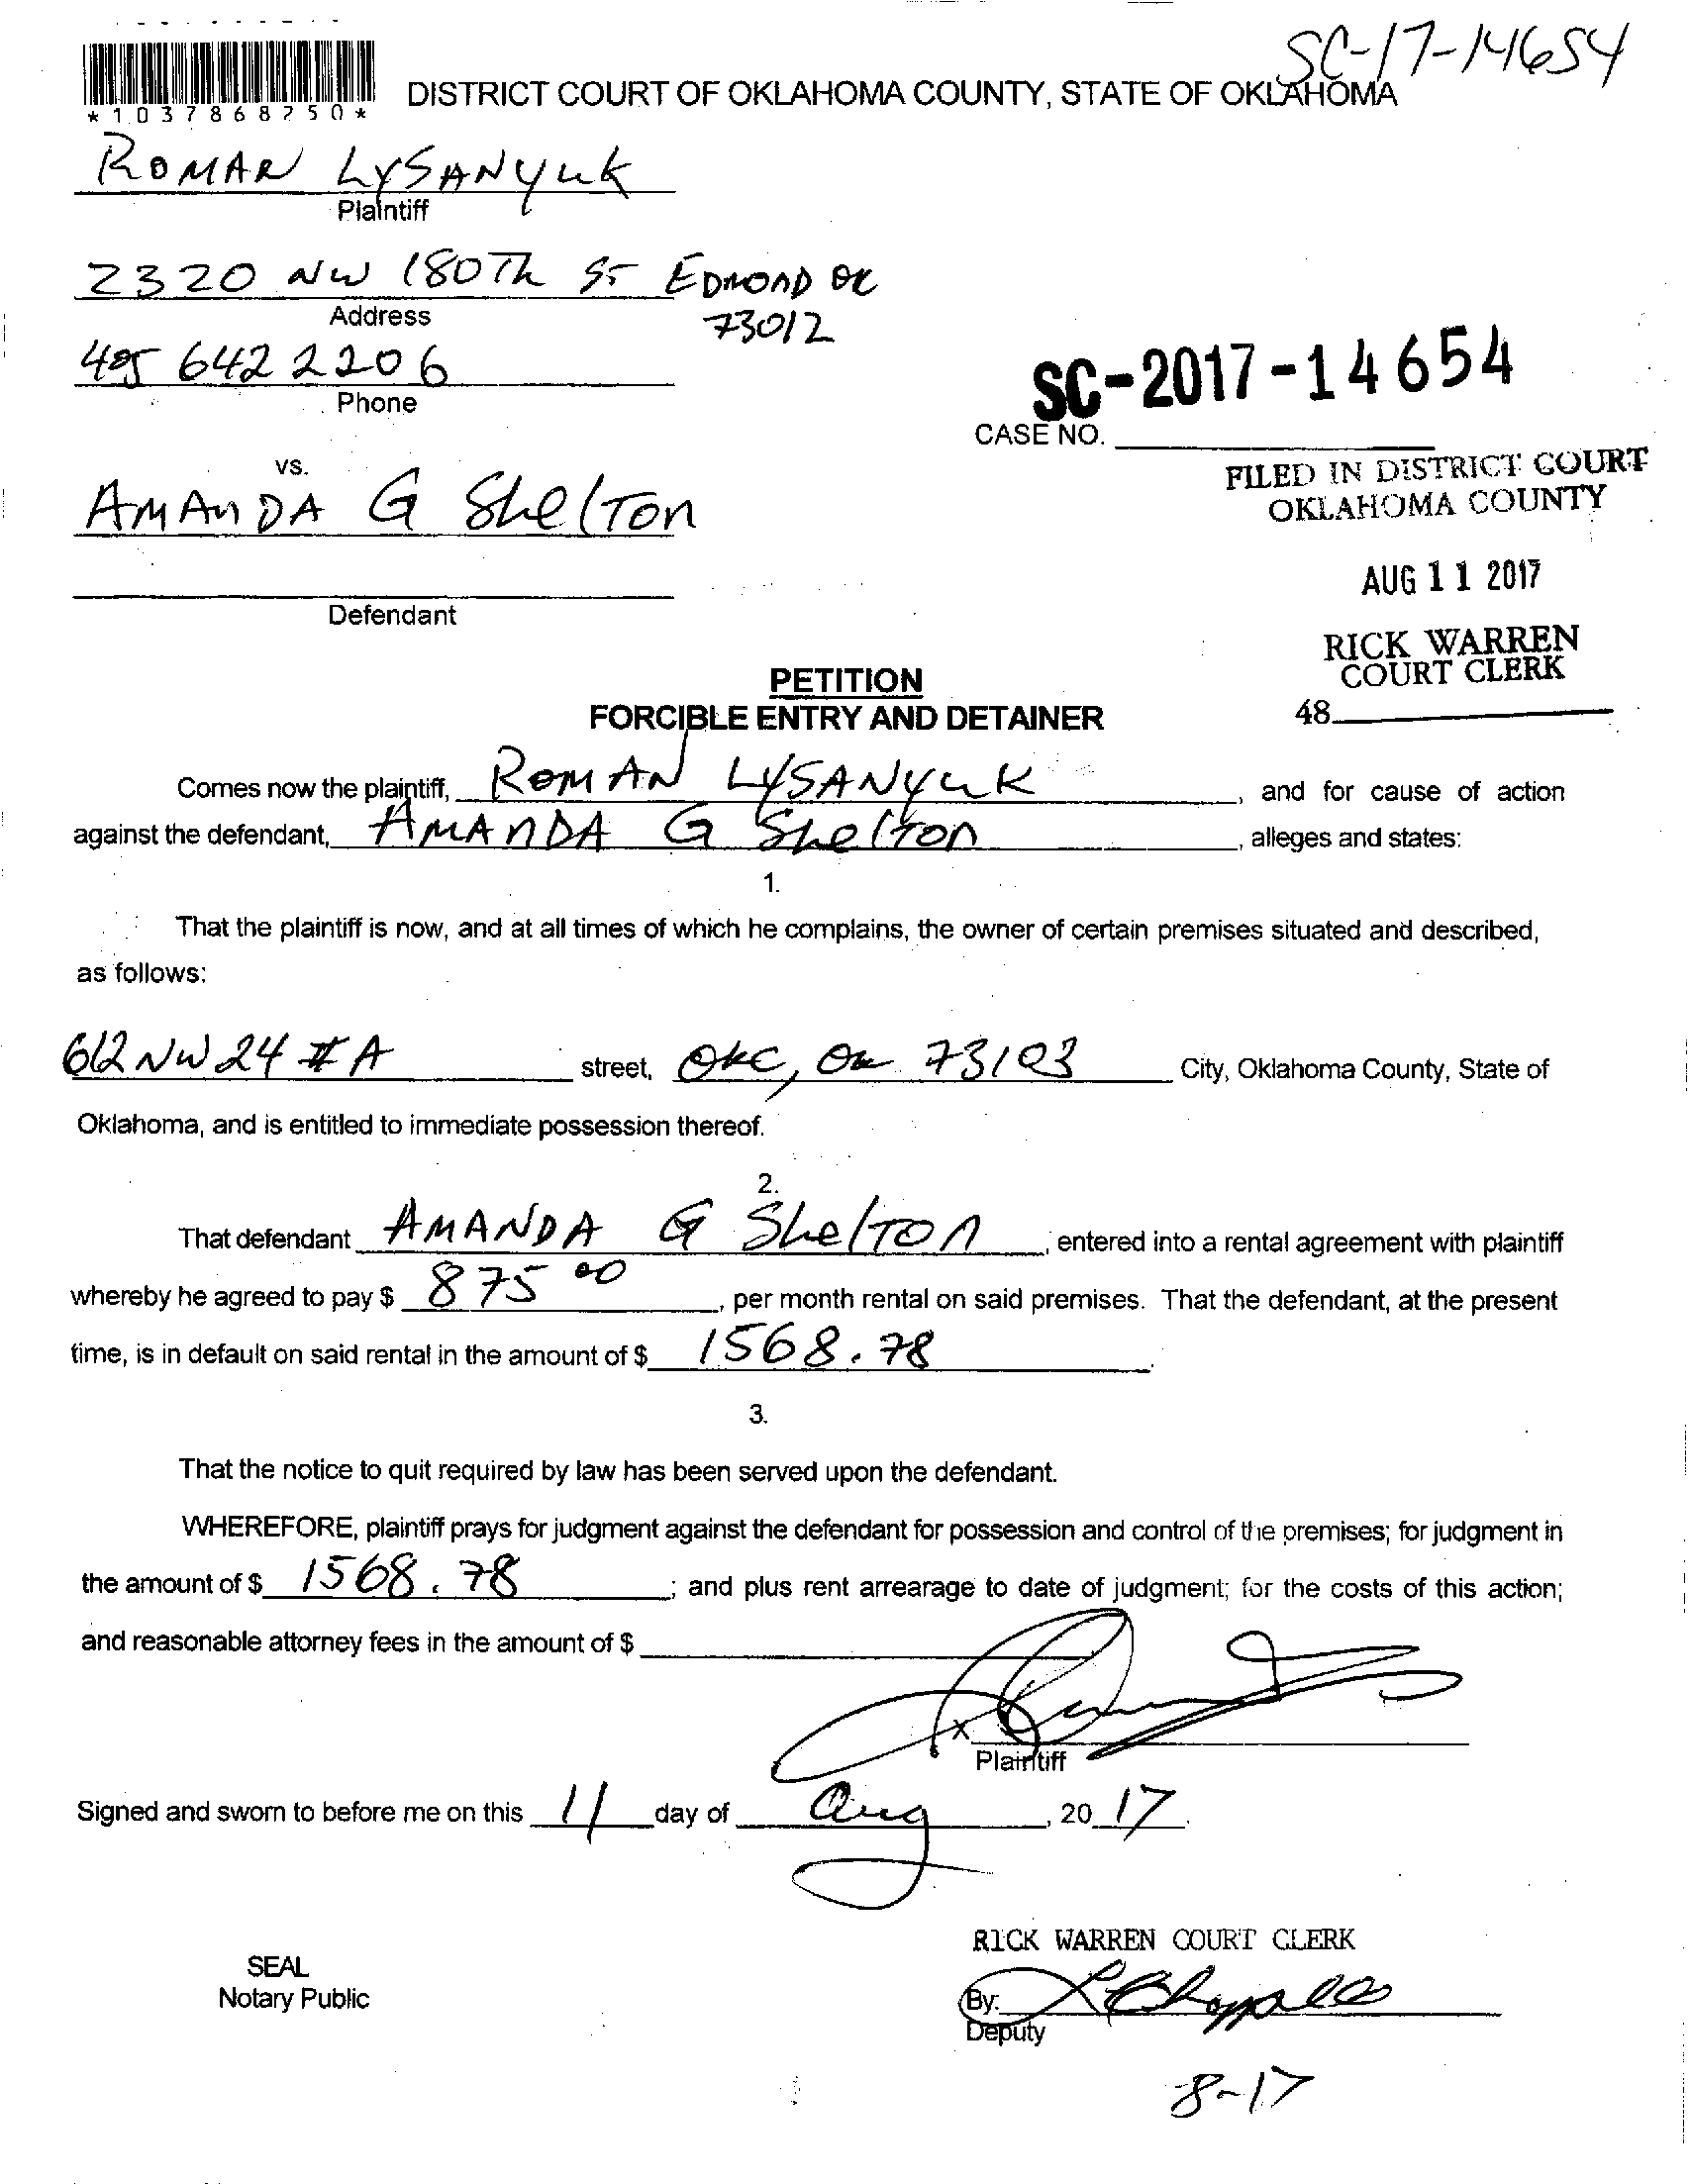 SC-17-14654
*1037868250*
DISTRICT COURT OF OKLAHOMA COUNTY, STATE OF OKLAHOMA
ROMAN LYSANYUK
Plaintiff
2320 NW 180Th ST EDMOND OK
Address
73012
405 642 2206
Phone
SC-2017-14654
CASE NO.
FILED IN DISTRICT COURT
OKLAHOMA COUNTY
vs.
AMANDA G SHelTon
AUG 11 2017
Defendant
RICK WARREN
COURT CLERK
48
PETITION
FORCIBLE ENTRY AND DETAINER
Comes now the plaintiff, ROMAN LYSANYUK, and for cause of action
against the defendant, AMANDA G SHelTon, alleges and states:
1.
That the plaintiff is now, and at all times of which he complains, the owner of certain premises situated and described,
as follows:
612 NW 24 # A street, OKC, OK 73103 City, Oklahoma County, State of
Oklahoma, and is entitled to immediate possession thereof.
2.
That defendant AMANDA G SHelTOn, entered into a rental agreement with plaintiff
whereby he agreed to pay $ 875 00, per month rental on said premises. That the defendant, at the present
time, is in default on said rental in the amount of $ 1568.78.
3.
That the notice to quit required by law has been served upon the defendant.
WHEREFORE, plaintiff prays for judgment against the defendant for possession and control of the premises; for judgment in
the amount of $ 1568.78; and plus rent arrearage to date of judgment; for the costs of this action;
and reasonable attorney fees in the amount of $
X
Plaintiff
Signed and sworn to before me on this 11 day of Aug, 20 17.
RICK WARREN COURT CLERK
SEAL
Notary Public
By:
Deputy
8-17